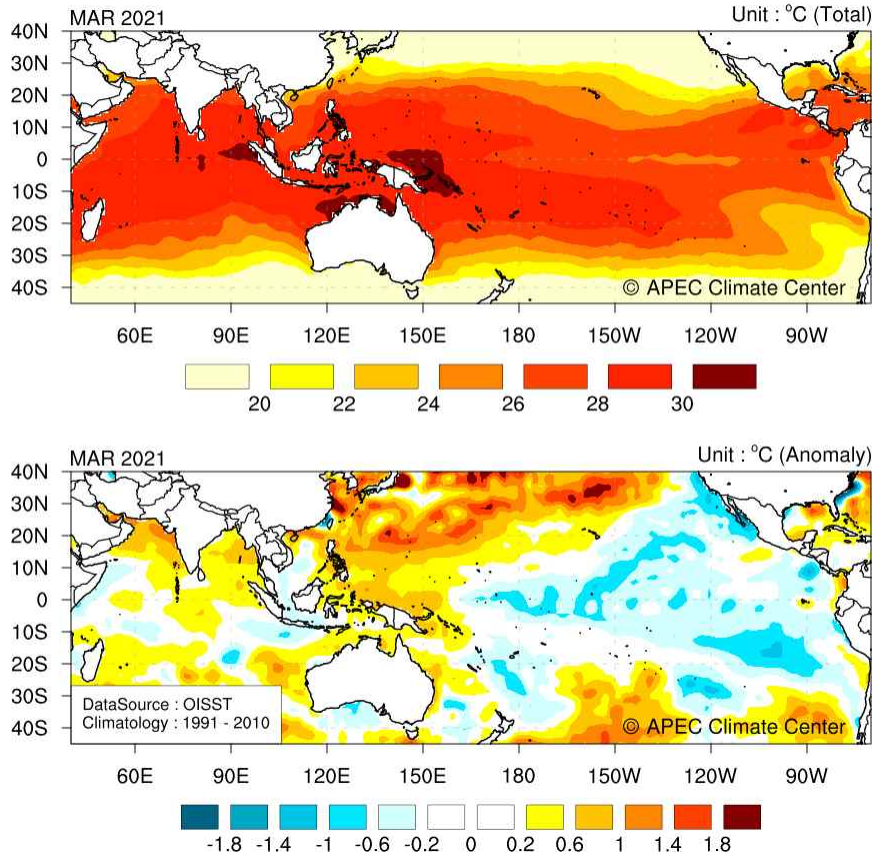 MAR 2021 Unit : °C (Total)
40N
30N
20N
10N
0
10S
20S
30S
40S
© APEC Climate Center
60E 90E 120E 150E 180 150W 120W 90W
20 22 24 26 28 30
MAR 2021 Unit : °C (Anomaly)
40N
30N
20N
10N
0
10S
20S
30S
40S
DataSource : OISST
Climatology : 1991 - 2010
© APEC Climate Center
60E 90E 120E 150E 180 150W 120W 90W
-1.8 -1.4 -1 -0.6 -0.2 0 0.2 0.6 1 1.4 1.8